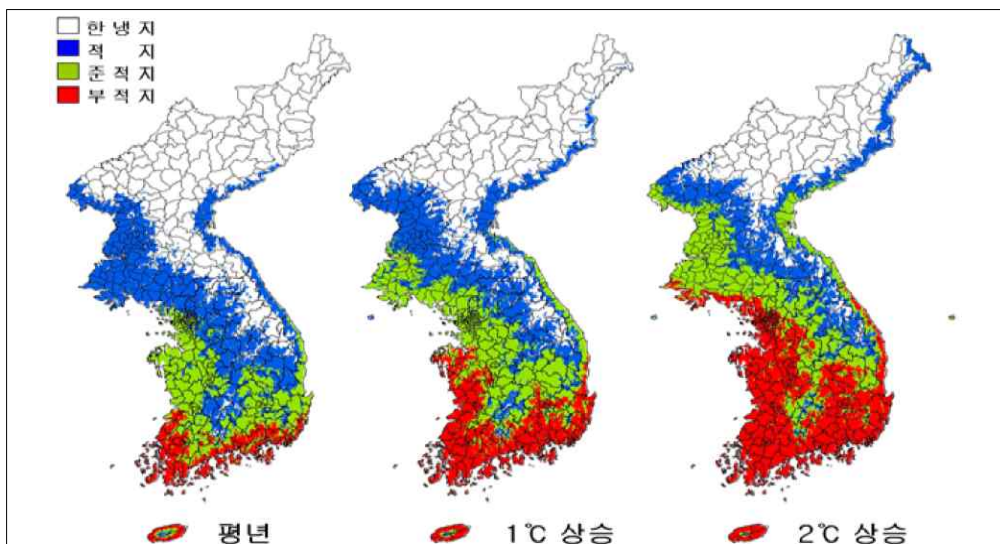 한 냉 지
적 지
준 적 지
부 적 지
평년
1℃ 상승
2℃ 상승